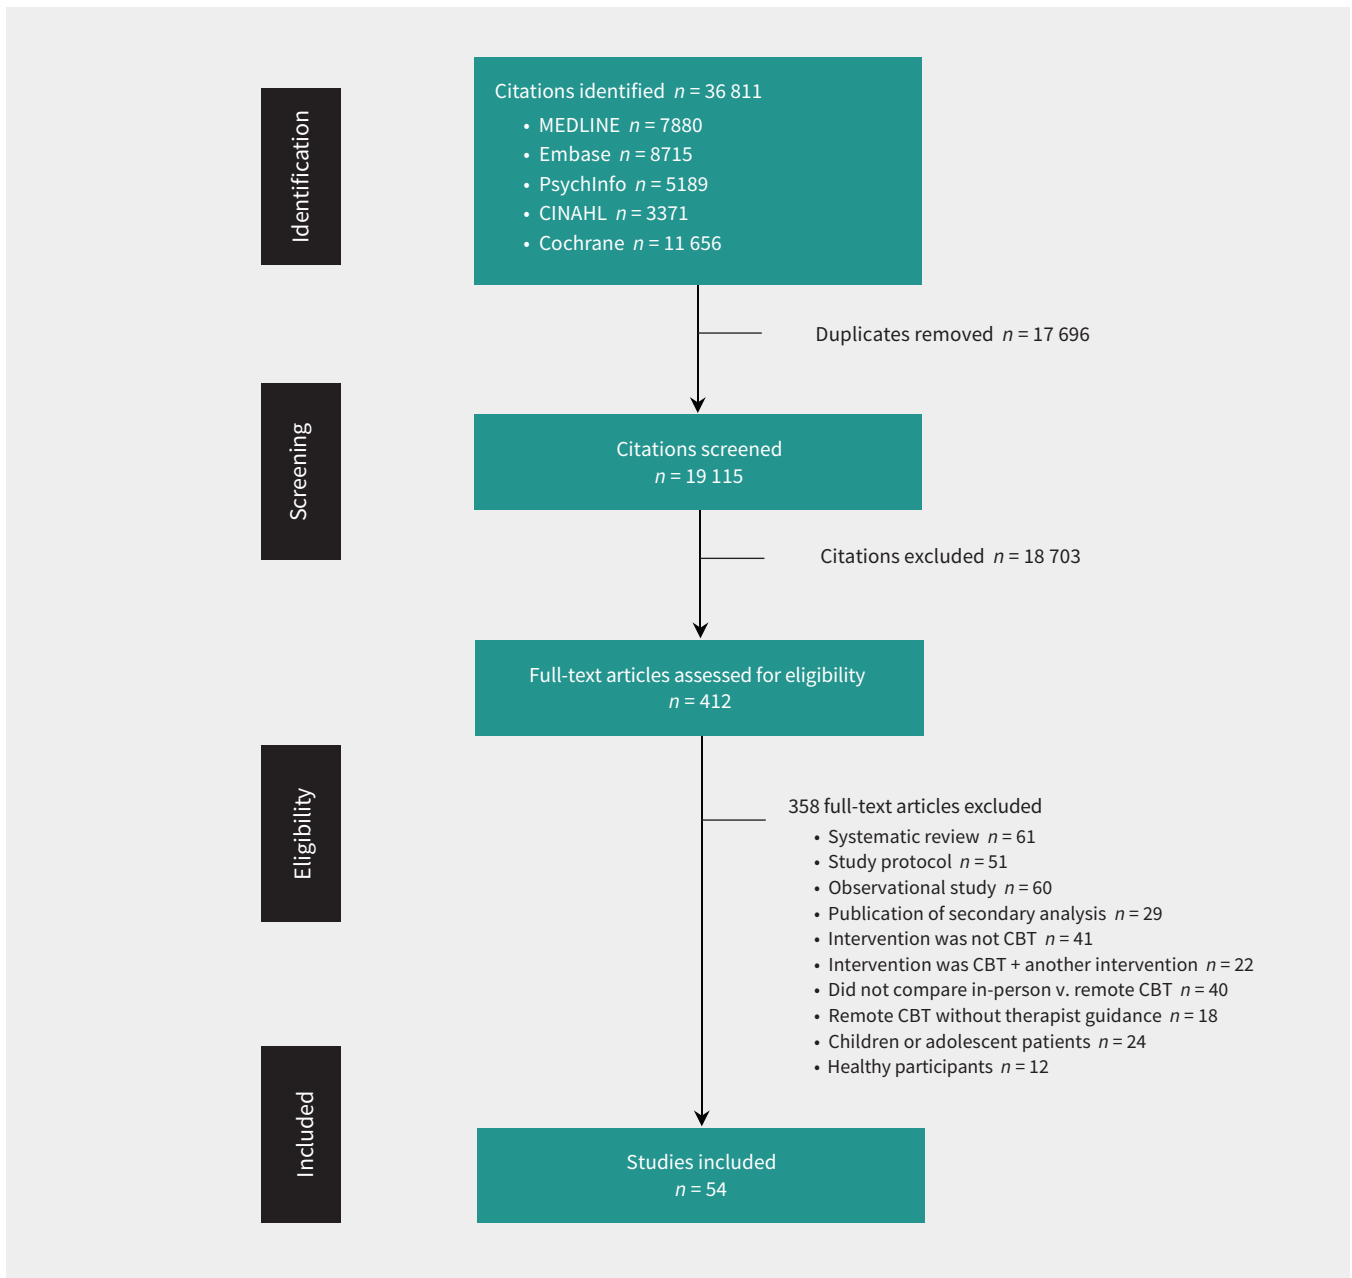 Identification
Citations identified n = 36 811
• MEDLINE n = 7880
• Embase n = 8715
• PsychInfo n = 5189
• CINAHL n = 3371
• Cochrane n = 11 656
Duplicates removed n = 17 696
Screening
Citations screened
n = 19 115
Citations excluded n = 18 703
Full-text articles assessed for eligibility
n = 412
Eligibility
358 full-text articles excluded
• Systematic review n = 61
• Study protocol n = 51
• Observational study n = 60
• Publication of secondary analysis n = 29
• Intervention was not CBT n = 41
• Intervention was CBT + another intervention n = 22
• Did not compare in-person v. remote CBT n = 40
• Remote CBT without therapist guidance n = 18
• Children or adolescent patients n = 24
• Healthy participants n = 12
Included
Studies included
n = 54